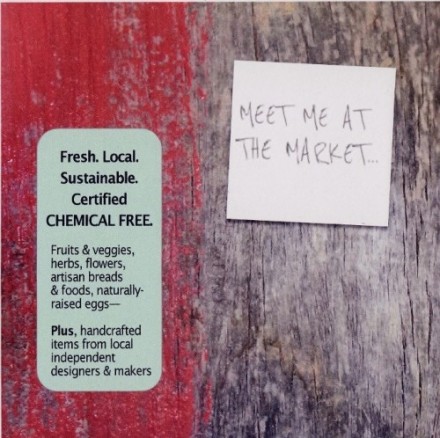 MEET ME AT
THE MARKET...
Fresh. Local.
Sustainable.
Certified
CHEMICAL FREE.
Fruits & veggies,
herbs, flowers,
artisan breads
& foods, naturally-
raised eggs—
Plus, handcrafted
items from local
independent
designers & makers